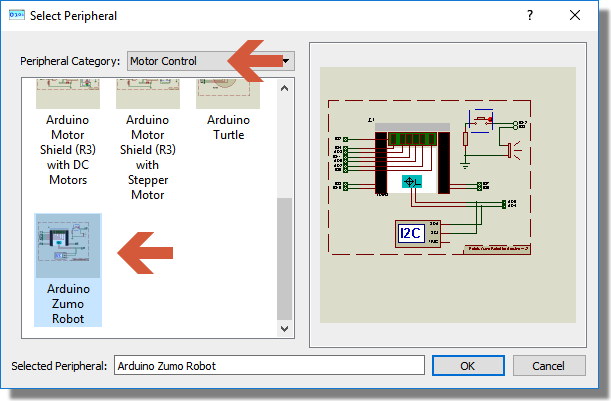 Select Peripheral
Peripheral Category: Motor Control
Arduino
Motor
Shield (R3)
with DC
Motors
Arduino
Motor
Shield (R3)
with
Stepper
Motor
Arduino
Turtle
Arduino
Zumo
Robot
I2C
Selected Peripheral: Arduino Zumo Robot
OK
Cancel